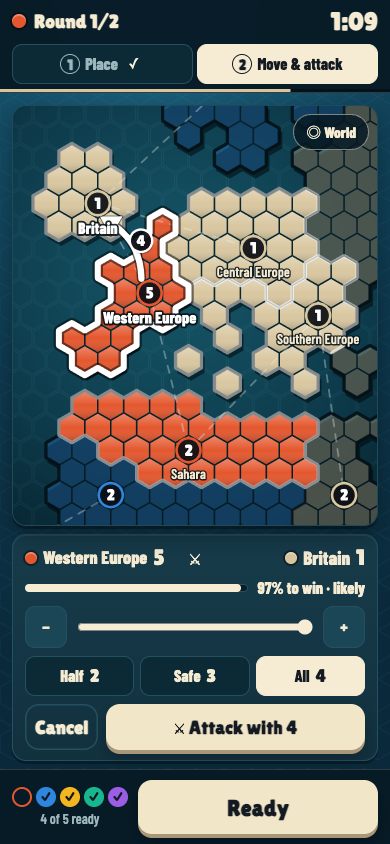 Round 1/2
1:09
1 Place ✓
2 Move & attack
World
1
Britain
4
1
Central Europe
5
Western Europe
1
Southern Europe
2
Sahara
2
2
Western Europe 5
Britain 1
97% to win · likely
−
+
Half 2
Safe 3
All 4
Cancel
Attack with 4
4 of 5 ready
Ready